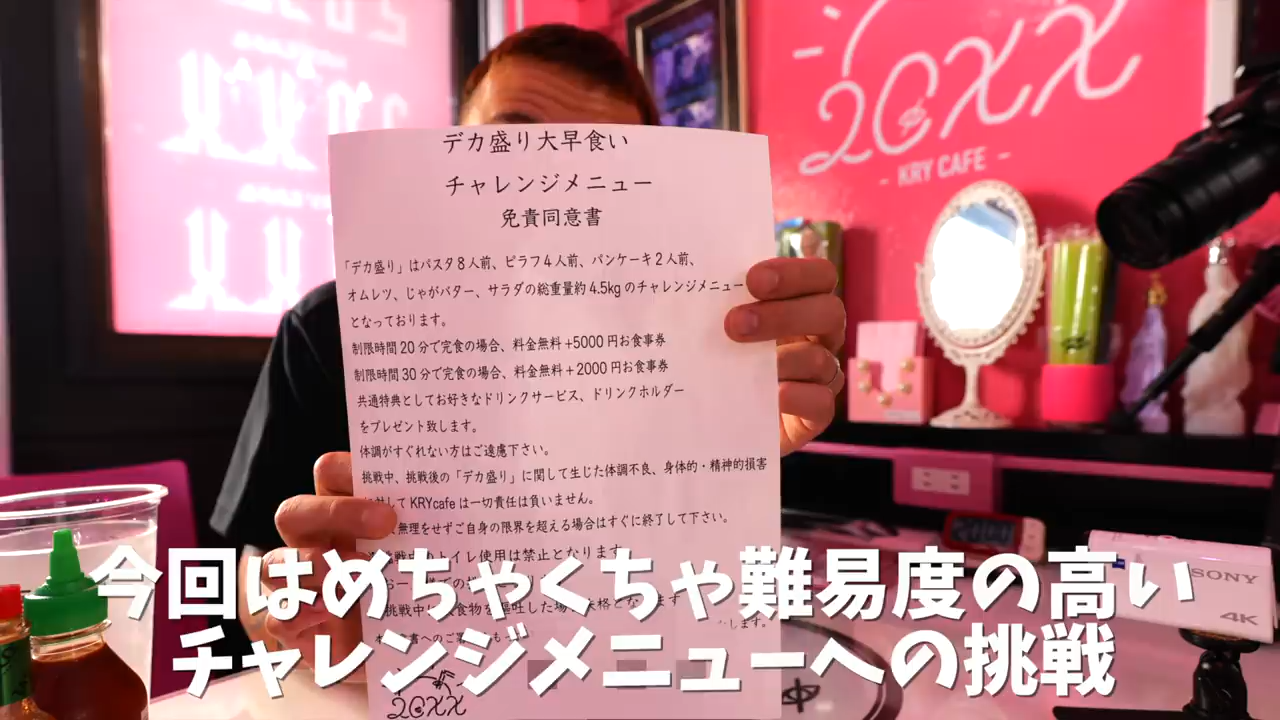 20XX
- KRY CAFE -
デカ盛り大早食い
チャレンジメニュー
免責同意書
「デカ盛り」はパスタ8人前、ピラフ4人前、パンケーキ2人前、
オムレツ、じゃがバター、サラダの総重量約4.5kgのチャレンジメニュー
となっております。
制限時間20分で完食の場合、料金無料+5000円お食事券
制限時間30分で完食の場合、料金無料+2000円お食事券
共通特典としてお好きなドリンクサービス、ドリンクホルダー
をプレゼント致します。
体調がすぐれない方はご遠慮下さい。
挑戦中、挑戦後の「デカ盛り」に関して生じた体調不良、身体的・精神的損害
に対してKRYcafeは一切責任は負いません。
無理をせずご自身の限界を超える場合はすぐに終了して下さい。
トイレ使用は禁止となります
今回はめちゃくちゃ難易度の高い
チャレンジメニューへの挑戦
20XX
SONY
4K